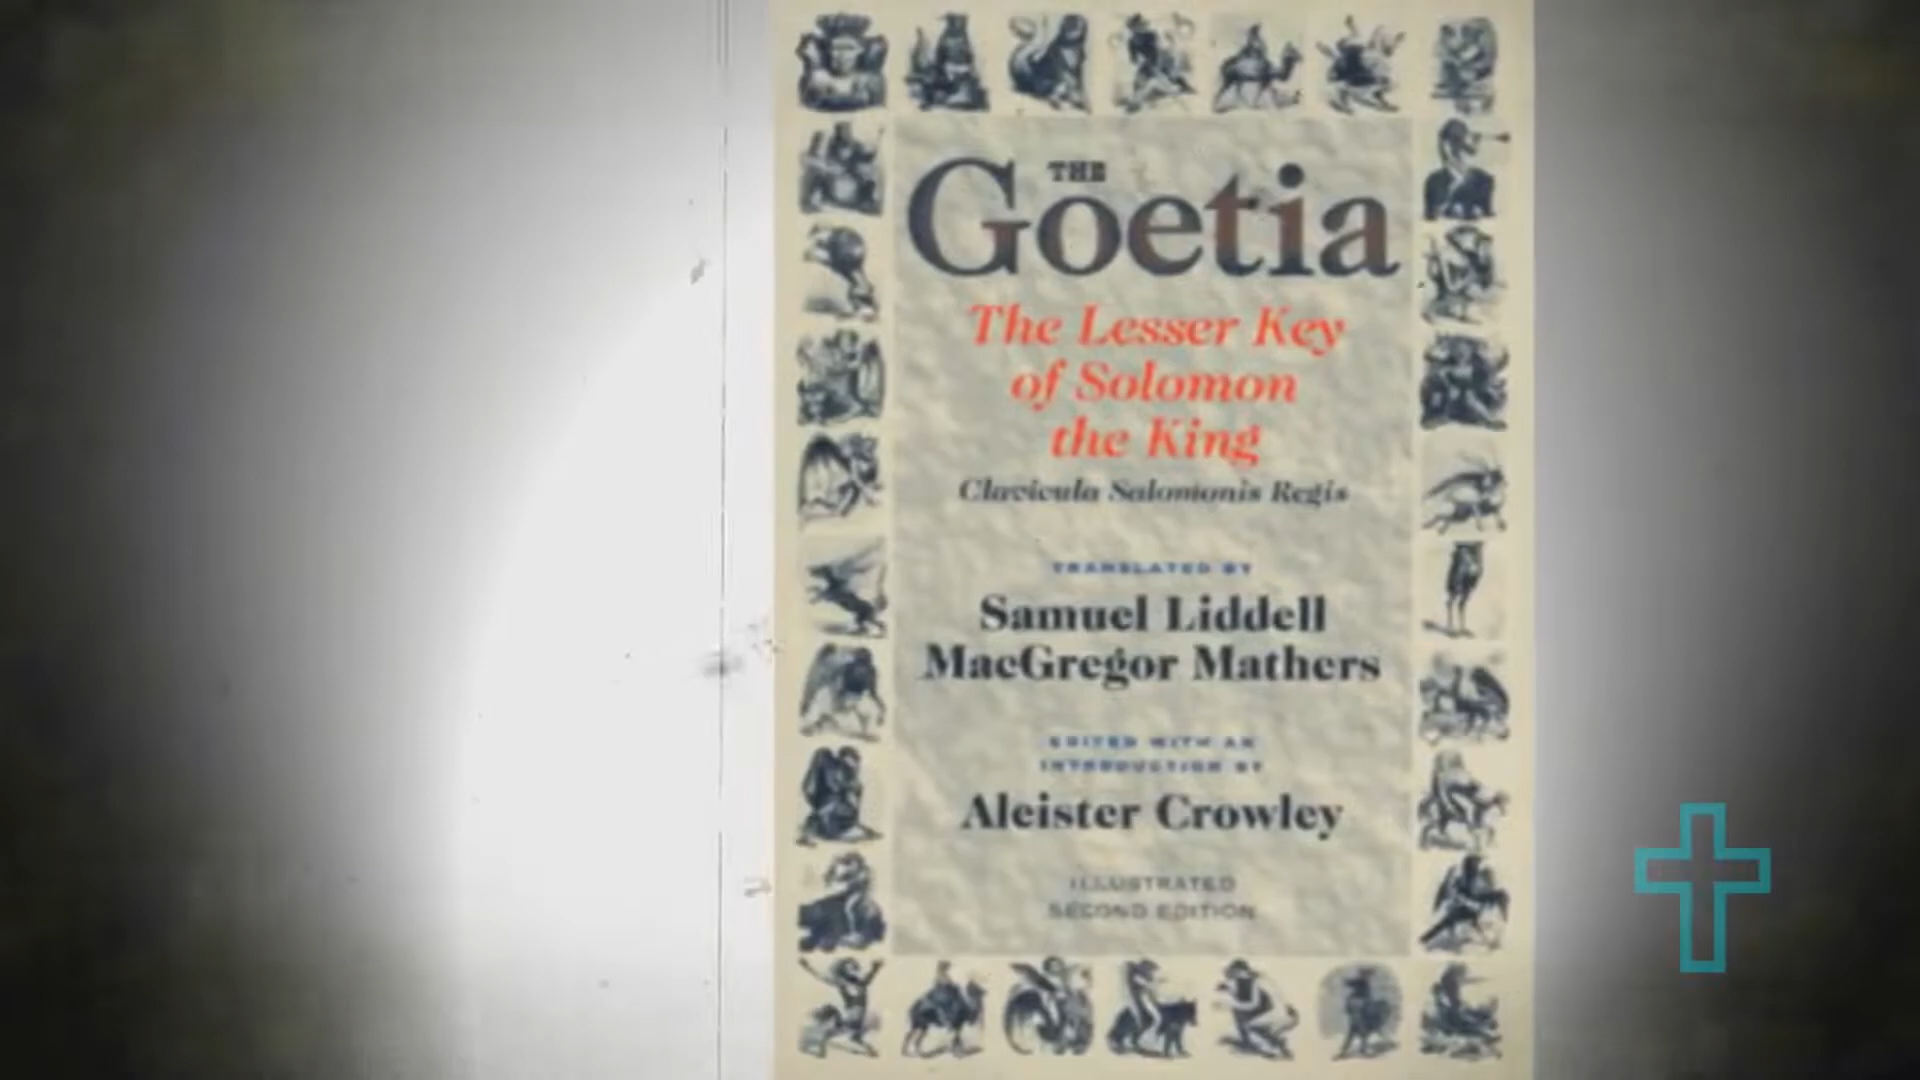 THE
Goetia
The Lesser Key
of Solomon
the King
Clavicula Salomonis Regis
TRANSLATED BY
Samuel Liddell
MacGregor Mathers
EDITED WITH AN
INTRODUCTION BY
Aleister Crowley
ILLUSTRATED
SECOND EDITION